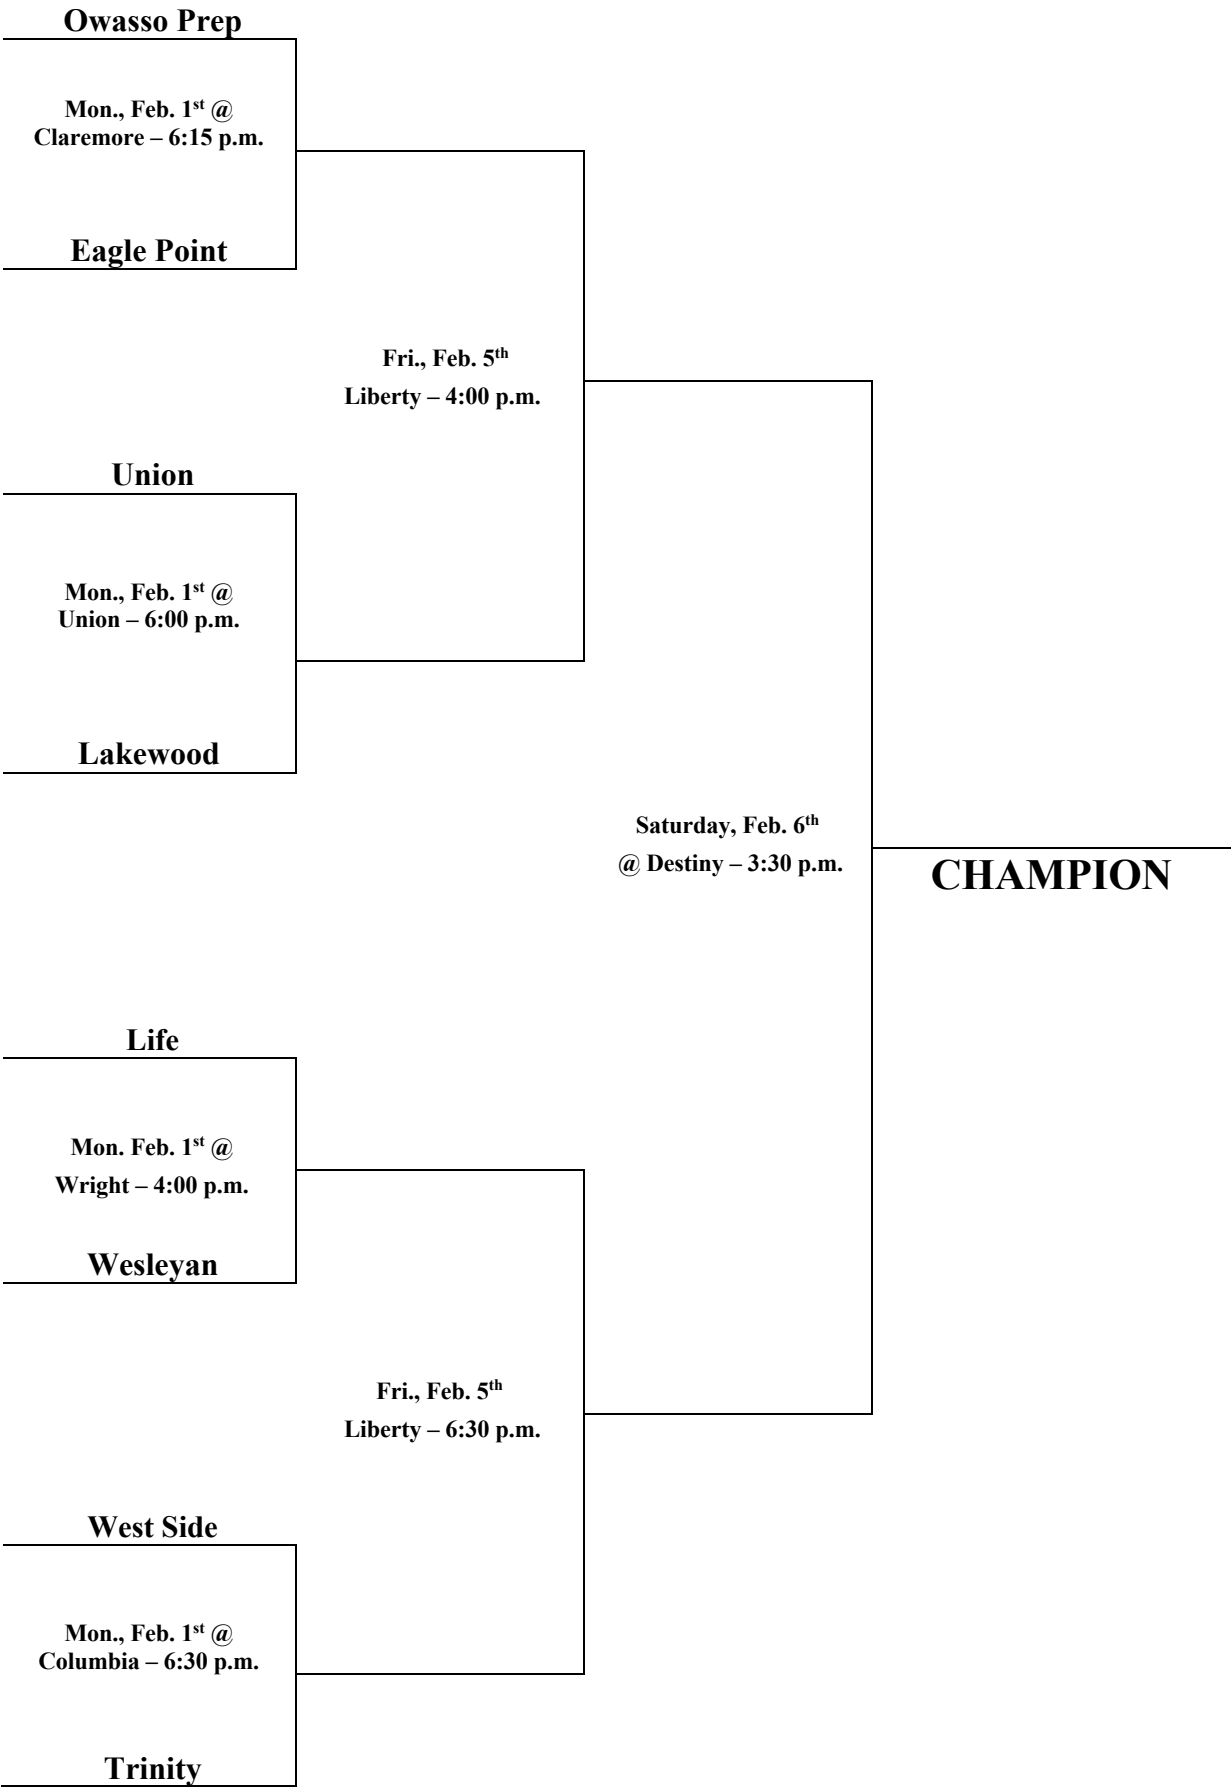 Owasso Prep
Mon., Feb. 1st @
Claremore – 6:15 p.m.
Eagle Point
Fri., Feb. 5th
Liberty – 4:00 p.m.
Union
Mon., Feb. 1st @
Union – 6:00 p.m.
Lakewood
Saturday, Feb. 6th
@ Destiny – 3:30 p.m.
CHAMPION
Life
Mon. Feb. 1st @
Wright – 4:00 p.m.
Wesleyan
Fri., Feb. 5th
Liberty – 6:30 p.m.
West Side
Mon., Feb. 1st @
Columbia – 6:30 p.m.
Trinity